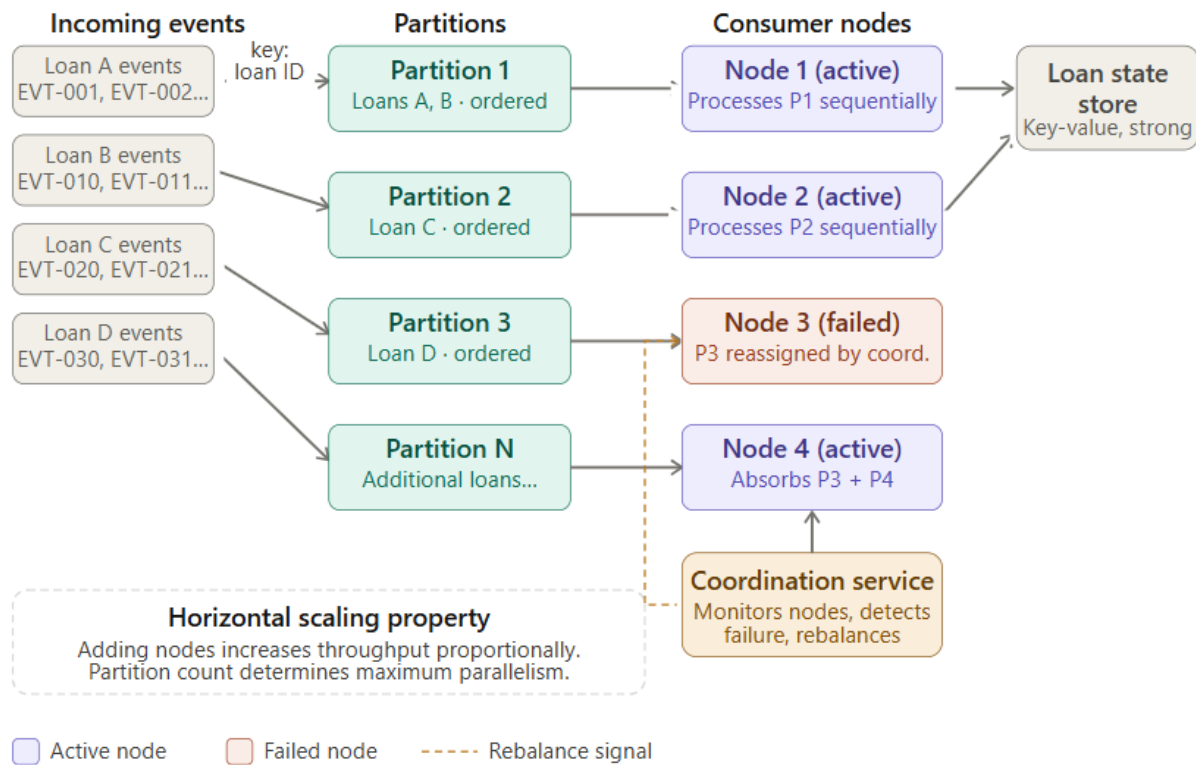 Incoming events
Partitions
Consumer nodes
Loan A events
EVT-001, EVT-002...
key:
loan ID
Partition 1
Loans A, B · ordered
Node 1 (active)
Processes P1 sequentially
Loan state
store
Key-value, strong
Loan B events
EVT-010, EVT-011...
Partition 2
Loan C · ordered
Node 2 (active)
Processes P2 sequentially
Loan C events
EVT-020, EVT-021...
Partition 3
Loan D · ordered
Node 3 (failed)
P3 reassigned by coord.
Loan D events
EVT-030, EVT-031...
Partition N
Additional loans...
Node 4 (active)
Absorbs P3 + P4
Coordination service
Monitors nodes, detects
failure, rebalances
Horizontal scaling property
Adding nodes increases throughput proportionally.
Partition count determines maximum parallelism.
Active node
Failed node
Rebalance signal